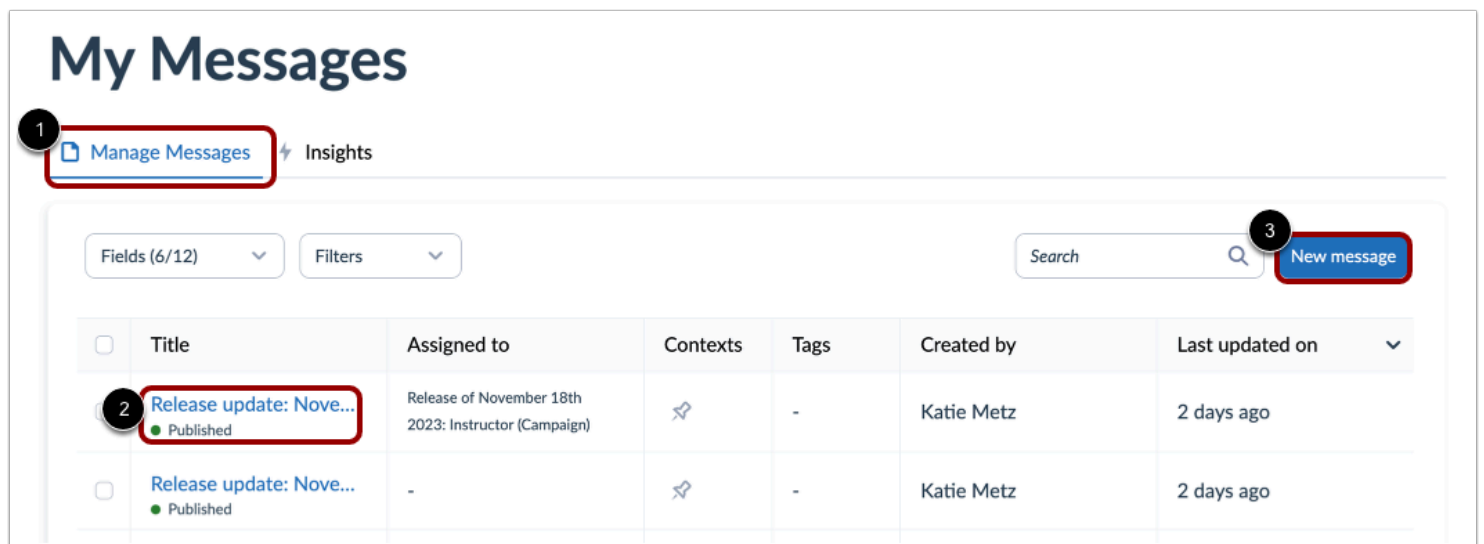 My Messages
1
Manage Messages Insights
3
Fields (6/12) Filters Search New message
Title Assigned to Contexts Tags Created by Last updated on
2
Release update: Nove... Release of November 18th
Published 2023: Instructor (Campaign) - Katie Metz 2 days ago
Release update: Nove... - - Katie Metz 2 days ago
Published